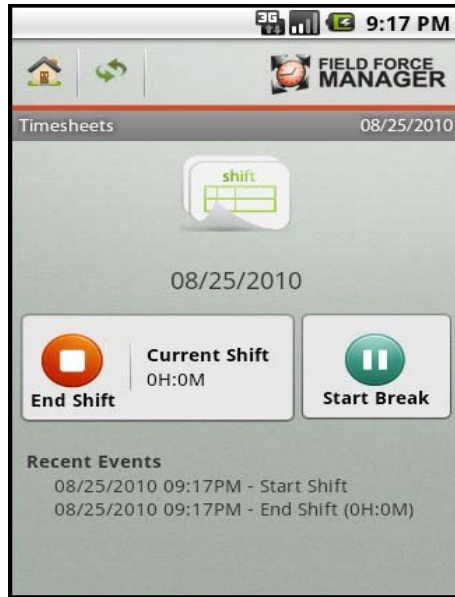 3G 9:17 PM
FIELD FORCE
MANAGER
Timesheets 08/25/2010
shift
08/25/2010
Current Shift
0H:0M
End Shift
Start Break
Recent Events
08/25/2010 09:17PM - Start Shift
08/25/2010 09:17PM - End Shift (0H:0M)